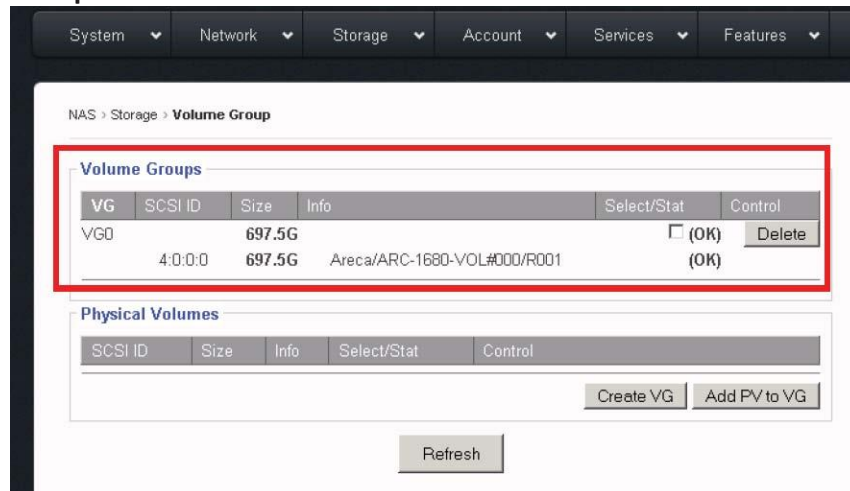 System Network Storage Account Services Features
NAS › Storage › Volume Group
Volume Groups
VG SCSI ID Size Info Select/Stat Control
VG0 697.5G (OK) Delete
4:0:0:0 697.5G Areca/ARC-1680-VOL#000/R001 (OK)
Physical Volumes
SCSI ID Size Info Select/Stat Control
Create VG Add PV to VG
Refresh